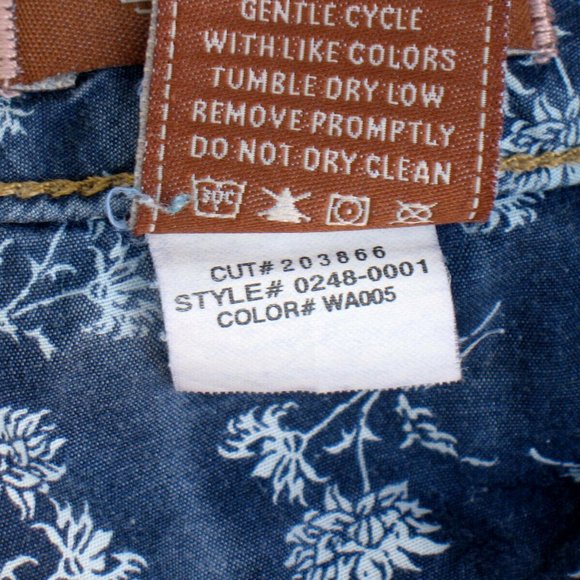 GENTLE CYCLE
WITH LIKE COLORS
TUMBLE DRY LOW
REMOVE PROMPTLY
DO NOT DRY CLEAN
CUT# 203866
STYLE# 0248-0001
COLOR# WA005